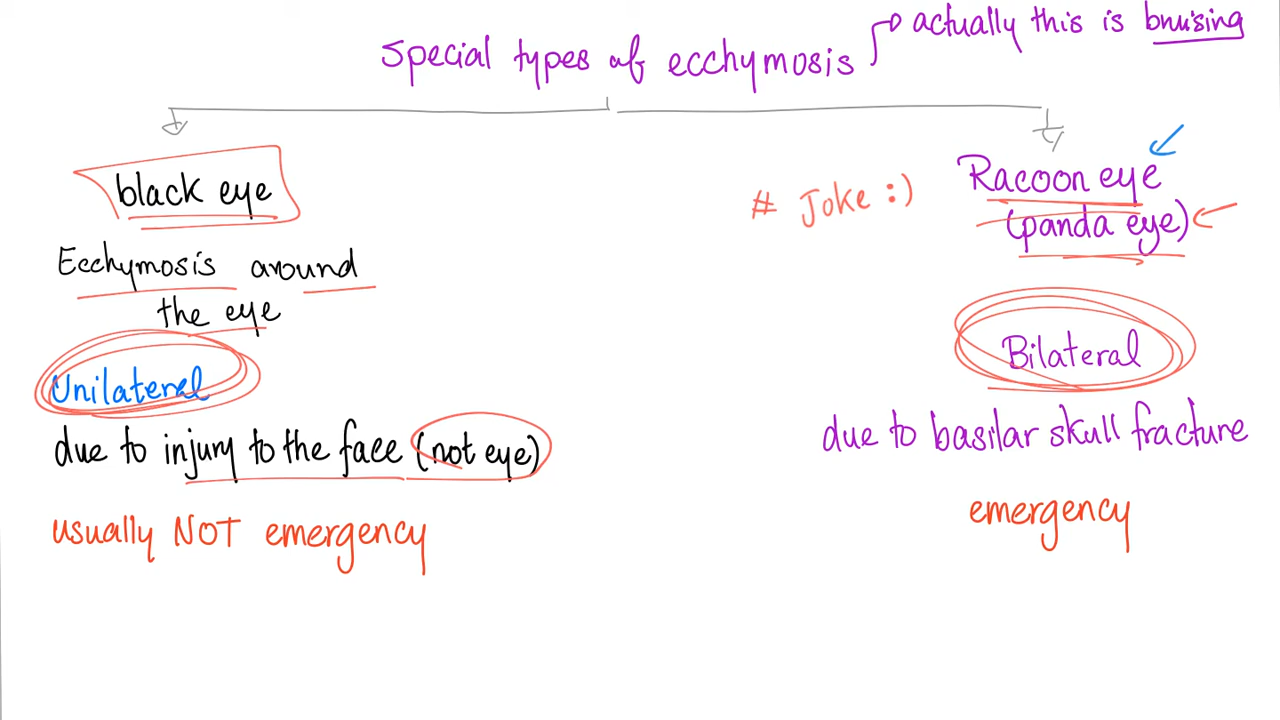 actually this is bruising
Special types of ecchymosis
black eye
Ecchymosis around
the eye
Unilateral
due to injury to the face (not eye)
usually NOT emergency
# Joke :)
Racoon eye
(panda eye)
Bilateral
due to basilar skull fracture
emergency